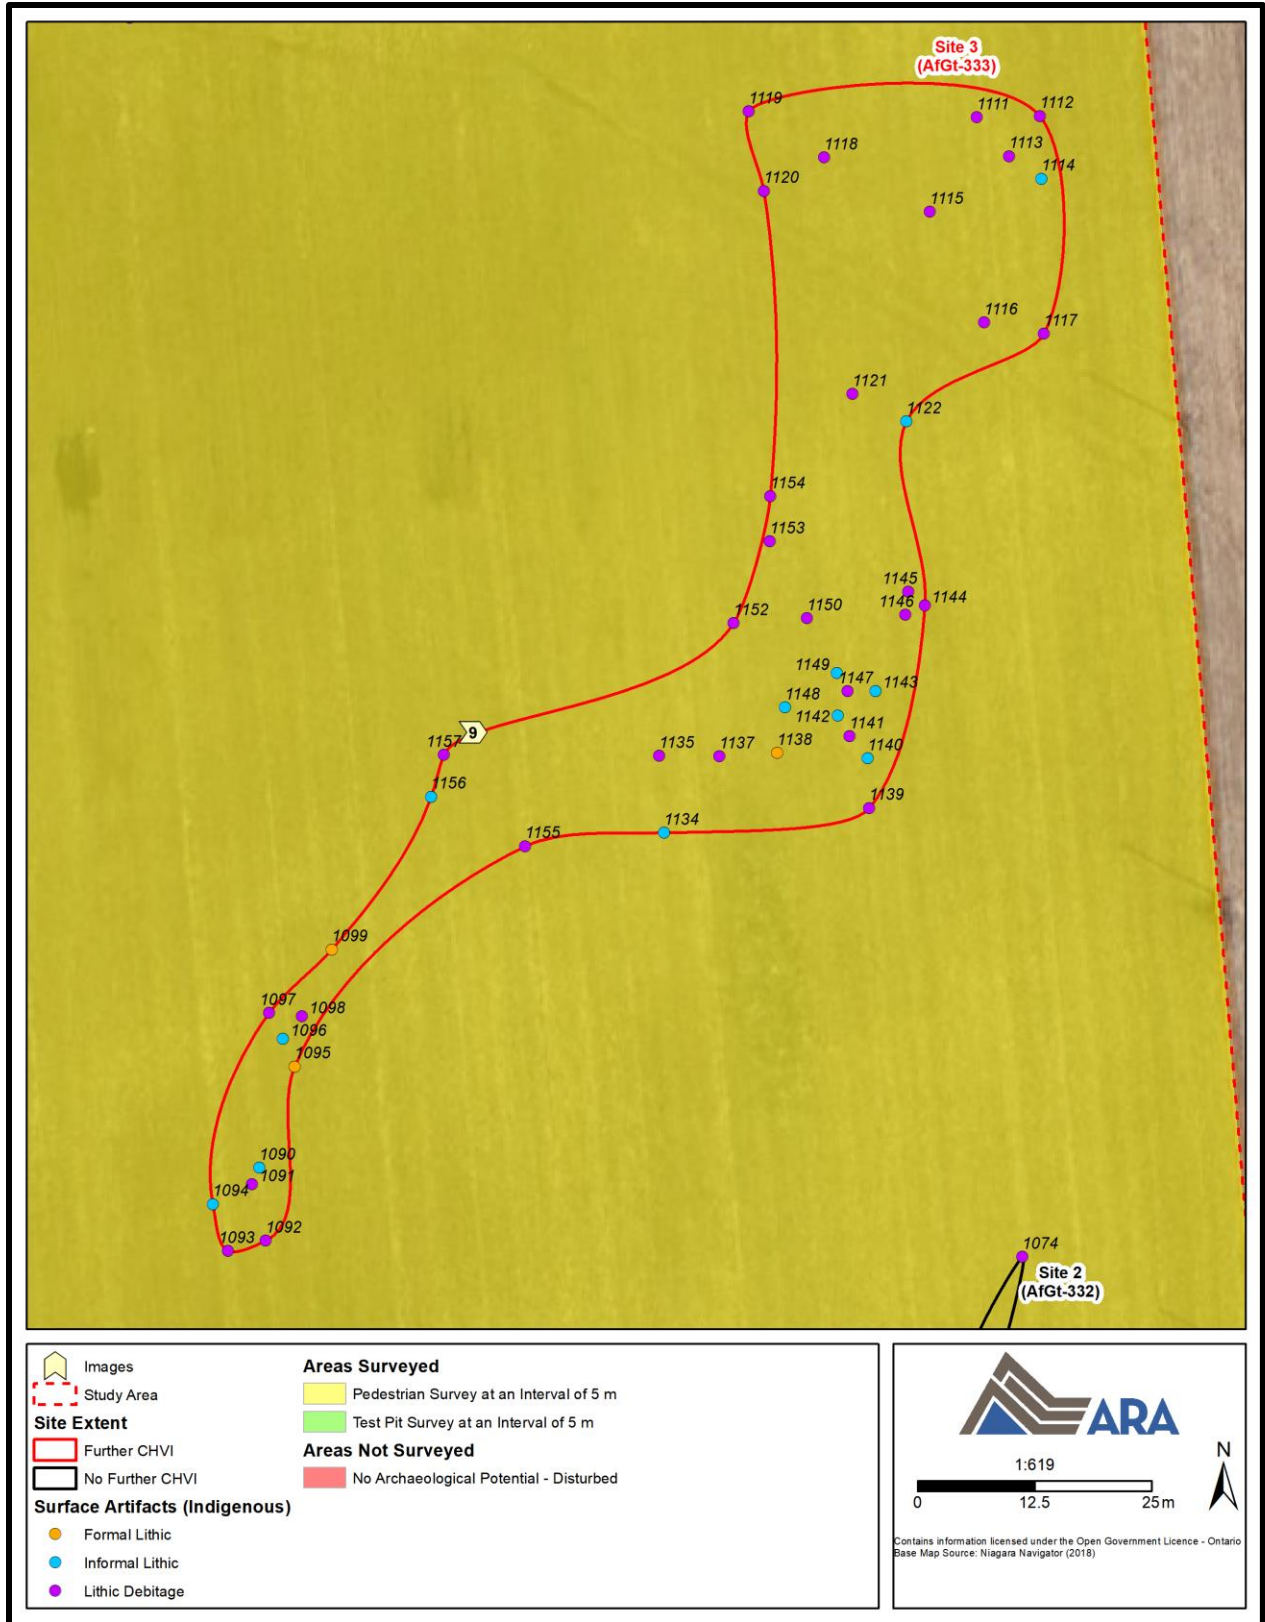 Site 3
(AfGt-333)
1119
1111
1112
1118
1113
1114
1120
1115
1116
1117
1121
1122
1154
1153
1145
1144
1146
1150
1152
1149
1147
1143
1148
1142
1141
1138
1140
1135
1137
9
1157
1156
1139
1134
1155
1099
1097
1098
1096
1095
1090
1091
1094
1092
1093
1074
Site 2
(AfGt-332)
Images
Study Area
Site Extent
Further CHVI
No Further CHVI
Surface Artifacts (Indigenous)
Formal Lithic
Informal Lithic
Lithic Debitage
Areas Surveyed
Pedestrian Survey at an Interval of 5 m
Test Pit Survey at an Interval of 5 m
Areas Not Surveyed
No Archaeological Potential - Disturbed
ARA
1:619
0 12.5 25 m
N
Contains information licensed under the Open Government Licence - Ontario
Base Map Source: Niagara Navigator (2018)